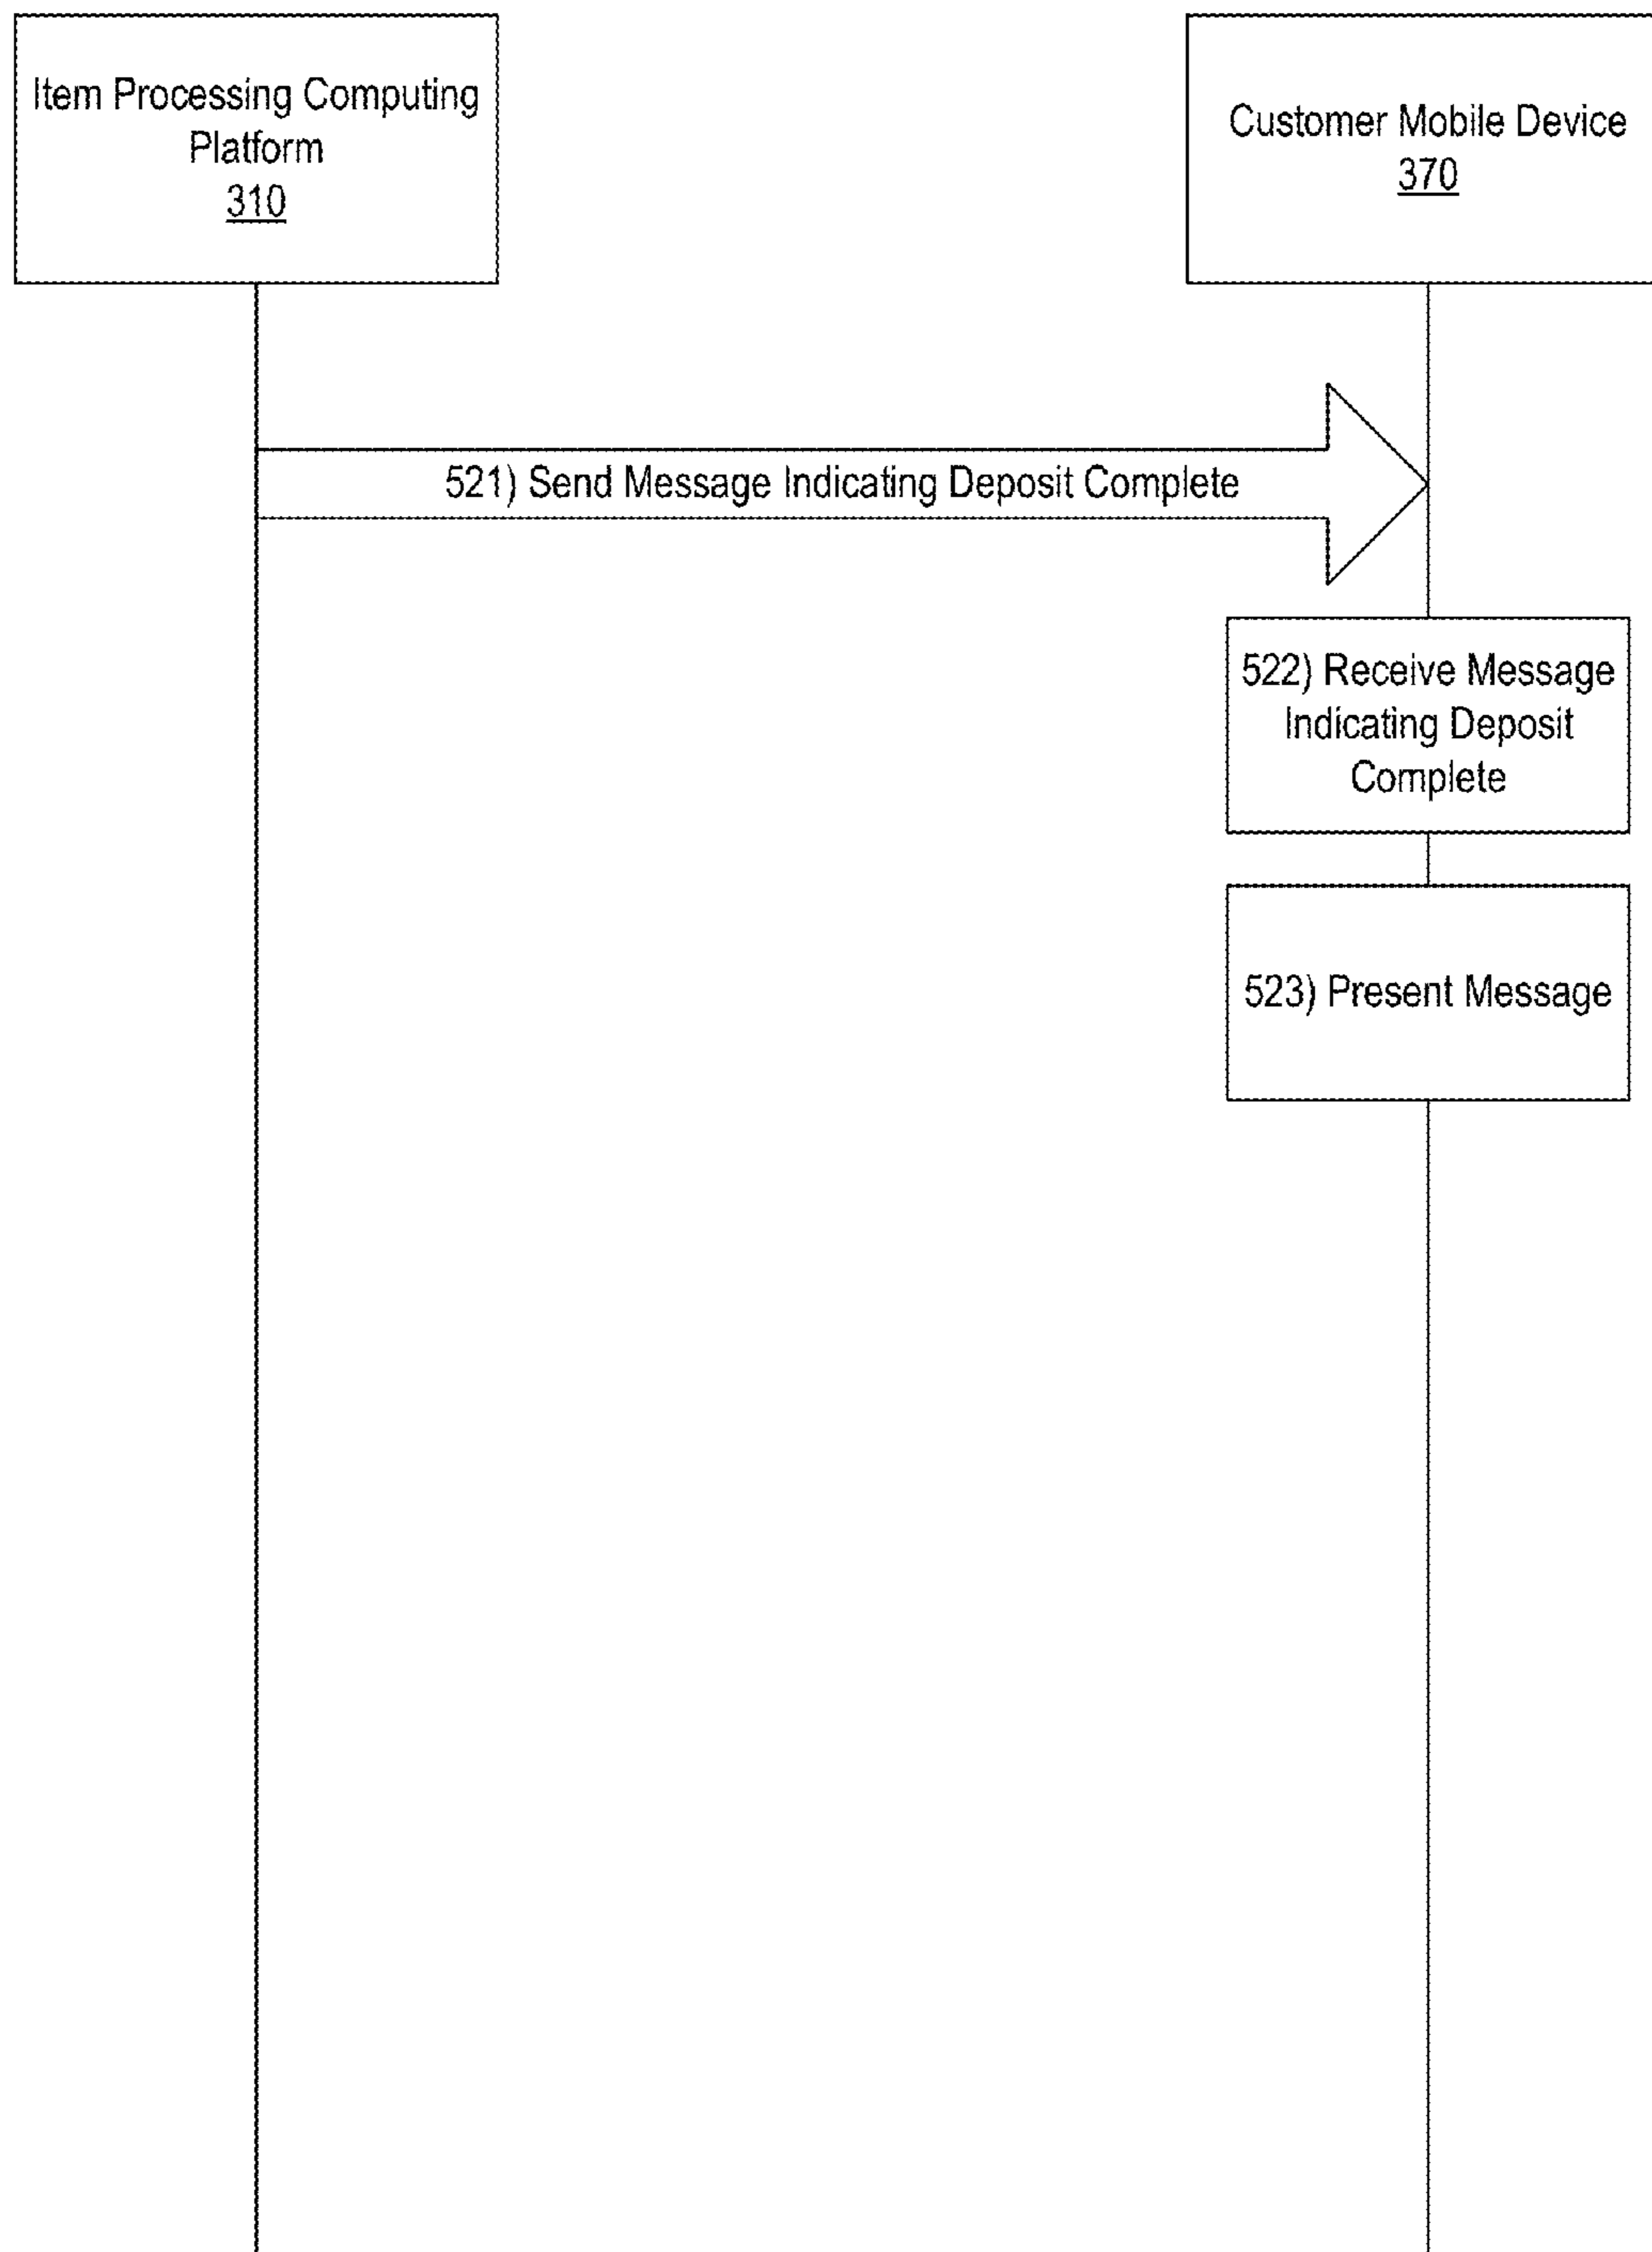 Item Processing Computing
Platform
310
Customer Mobile Device
370
521) Send Message Indicating Deposit Complete
522) Receive Message
Indicating Deposit
Complete
523) Present Message